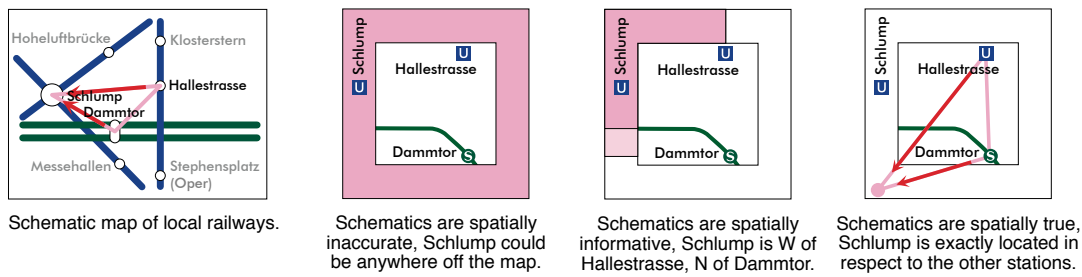 Hoheluftbrücke
Klosterstern
Hallestrasse
Schlump
Dammtor
Messehallen
Stephensplatz
(Oper)
Schematic map of local railways.
U Schlump
U
Hallestrasse
Dammtor
S
Schematics are spatially
inaccurate, Schlump could
be anywhere off the map.
U Schlump
U
Hallestrasse
Dammtor
S
Schematics are spatially
informative, Schlump is W of
Hallestrasse, N of Dammtor.
U Schlump
U
Hallestrasse
Dammtor
S
Schematics are spatially true,
Schlump is exactly located in
respect to the other stations.